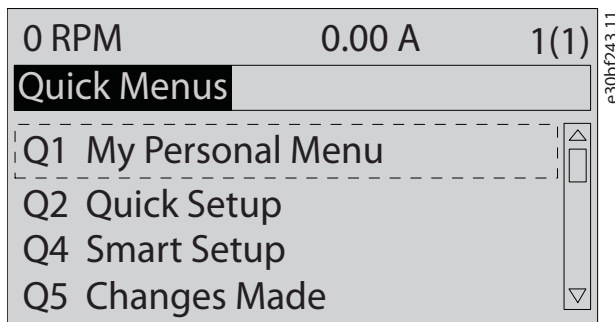 0 RPM 0.00 A 1(1)
Quick Menus
Q1 My Personal Menu
Q2 Quick Setup
Q4 Smart Setup
Q5 Changes Made
e30bf243.11